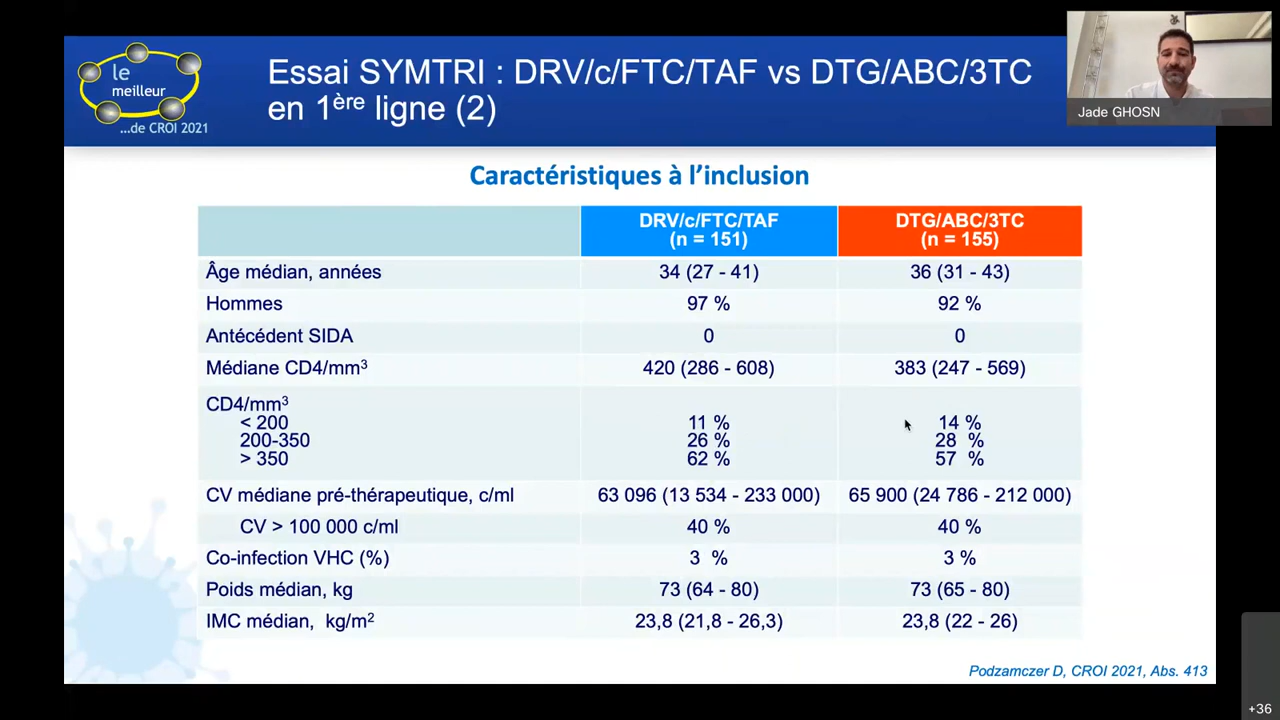 le
meilleur
...de CROI 2021
Essai SYMTRI : DRV/c/FTC/TAF vs DTG/ABC/3TC
en 1ère ligne (2)
Jade GHOSN
Caractéristiques à l’inclusion
DRV/c/FTC/TAF DTG/ABC/3TC
(n = 151) (n = 155)
Âge médian, années 34 (27 - 41) 36 (31 - 43)
Hommes 97 % 92 %
Antécédent SIDA 0 0
Médiane CD4/mm³ 420 (286 - 608) 383 (247 - 569)
CD4/mm³
< 200 11 % 14 %
200-350 26 % 28 %
> 350 62 % 57 %
CV médiane pré-thérapeutique, c/ml 63 096 (13 534 - 233 000) 65 900 (24 786 - 212 000)
CV > 100 000 c/ml 40 % 40 %
Co-infection VHC (%) 3 % 3 %
Poids médian, kg 73 (64 - 80) 73 (65 - 80)
IMC médian, kg/m² 23,8 (21,8 - 26,3) 23,8 (22 - 26)
Podzamczer D, CROI 2021, Abs. 413
+36